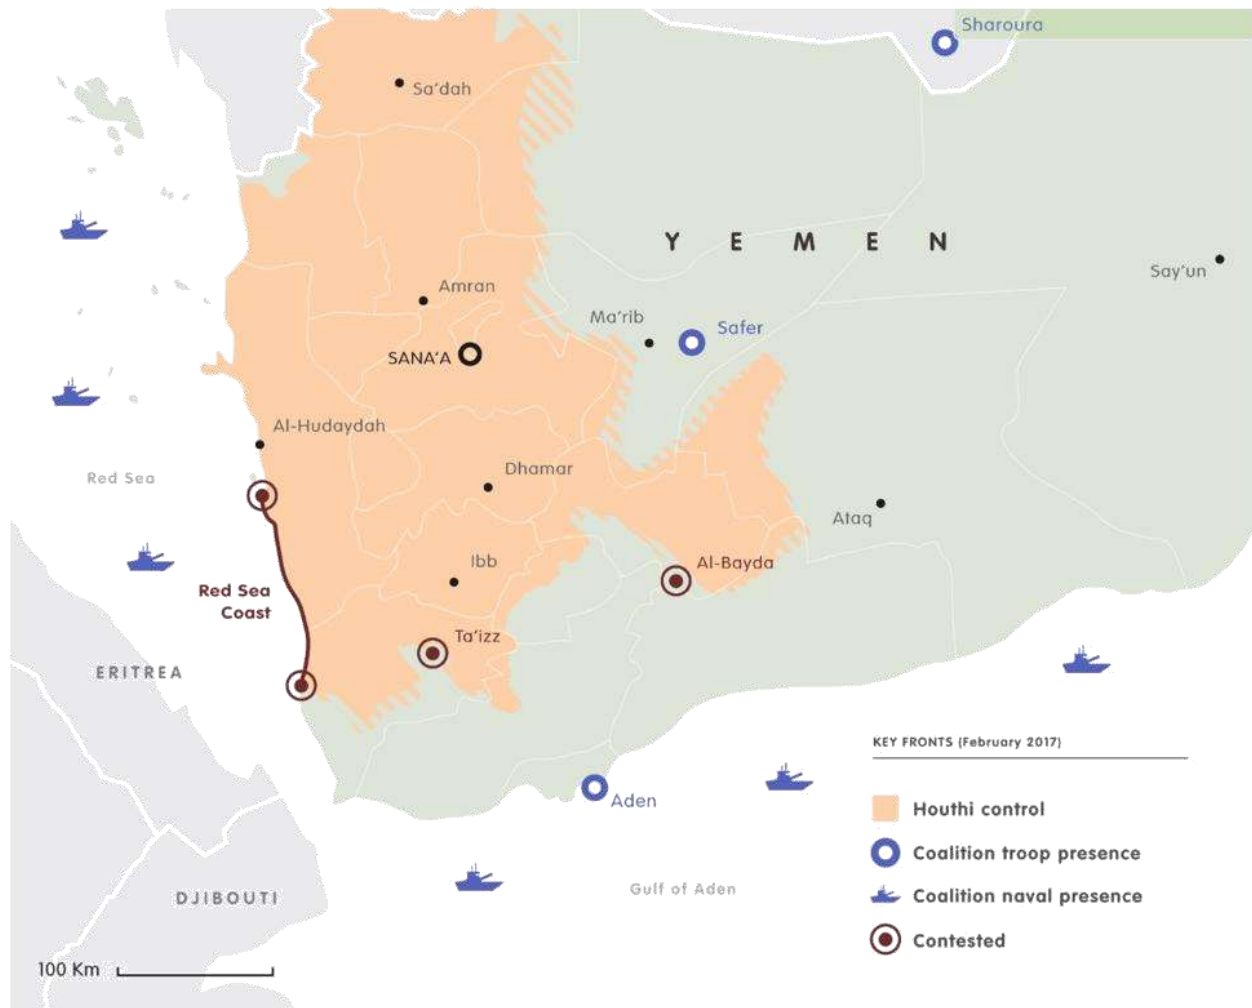 Sharoura
Sa'dah
Y E M E N
Say'un
Amran
Ma'rib
Safer
SANA'A
Al-Hudaydah
Red Sea
Dhamar
Ataq
Ibb
Al-Bayda
Red Sea
Coast
Ta'izz
ERITREA
KEY FRONTS (February 2017)
Aden
Houthi control
Coalition troop presence
Gulf of Aden
DJIBOUTI
Coalition naval presence
Contested
100 Km